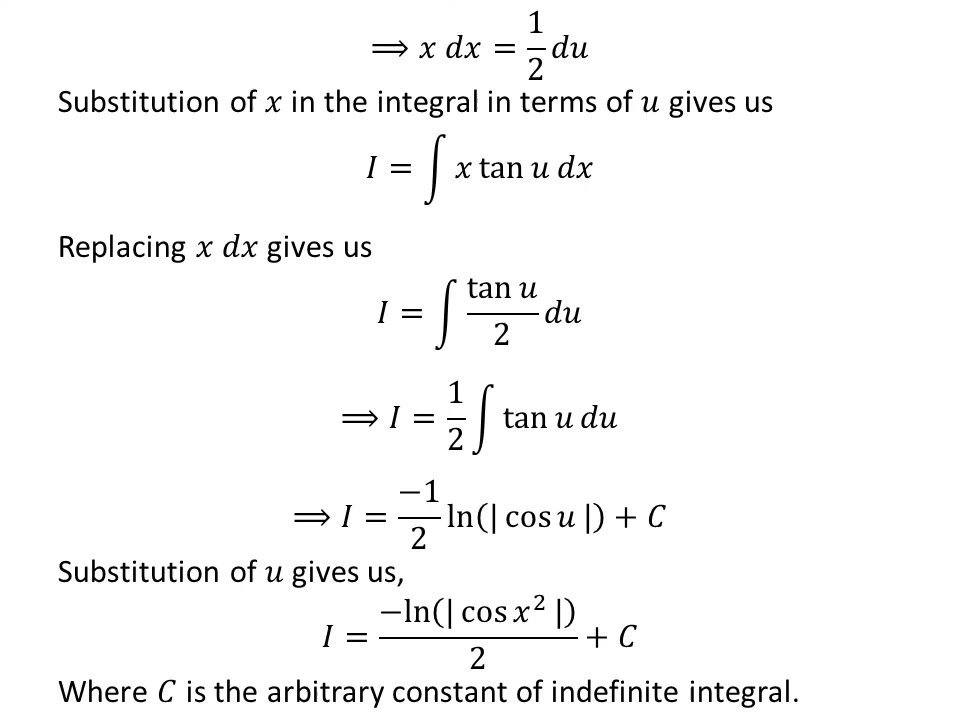 ⟹ 𝑥 𝑑𝑥 = 1/2 𝑑𝑢
Substitution of 𝑥 in the integral in terms of 𝑢 gives us
𝐼 = ∫ 𝑥 tan 𝑢 𝑑𝑥
Replacing 𝑥 𝑑𝑥 gives us
𝐼 = ∫ tan 𝑢/2 𝑑𝑢
⟹ 𝐼 = 1/2 ∫ tan 𝑢 𝑑𝑢
⟹ 𝐼 = −1/2 ln(| cos 𝑢 |) + 𝐶
Substitution of 𝑢 gives us,
𝐼 = −ln(| cos 𝑥² |)/2 + 𝐶
Where 𝐶 is the arbitrary constant of indefinite integral.